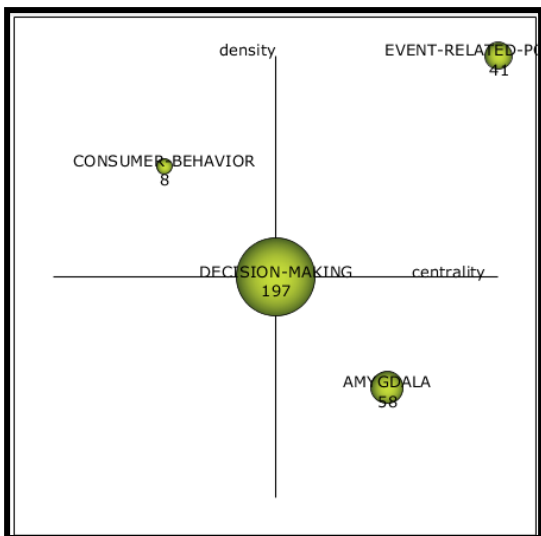 density
EVENT-RELATED-PO
41
CONSUMER-BEHAVIOR
8
DECISION-MAKING
197
centrality
AMYGDALA
58